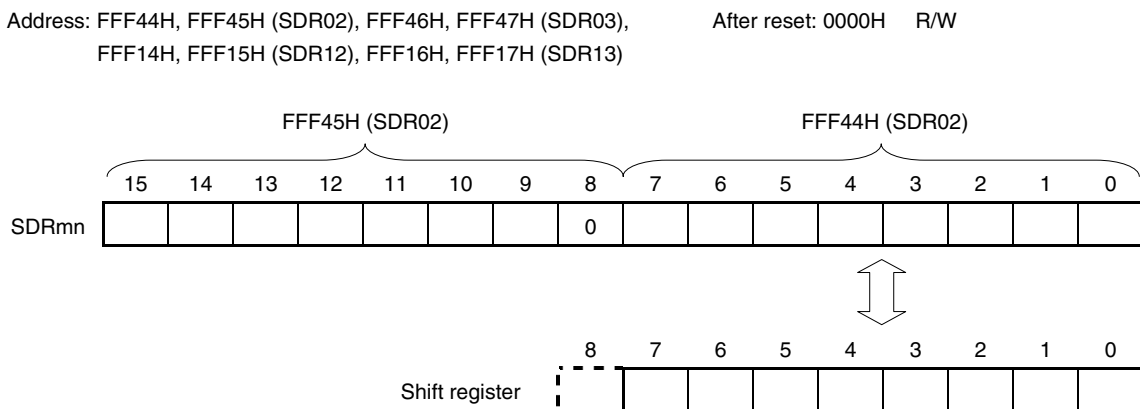 Address: FFF44H, FFF45H (SDR02), FFF46H, FFF47H (SDR03), After reset: 0000H R/W
FFF14H, FFF15H (SDR12), FFF16H, FFF17H (SDR13)
FFF45H (SDR02) FFF44H (SDR02)
15 14 13 12 11 10 9 8 7 6 5 4 3 2 1 0
SDRmn 0
8 7 6 5 4 3 2 1 0
Shift register